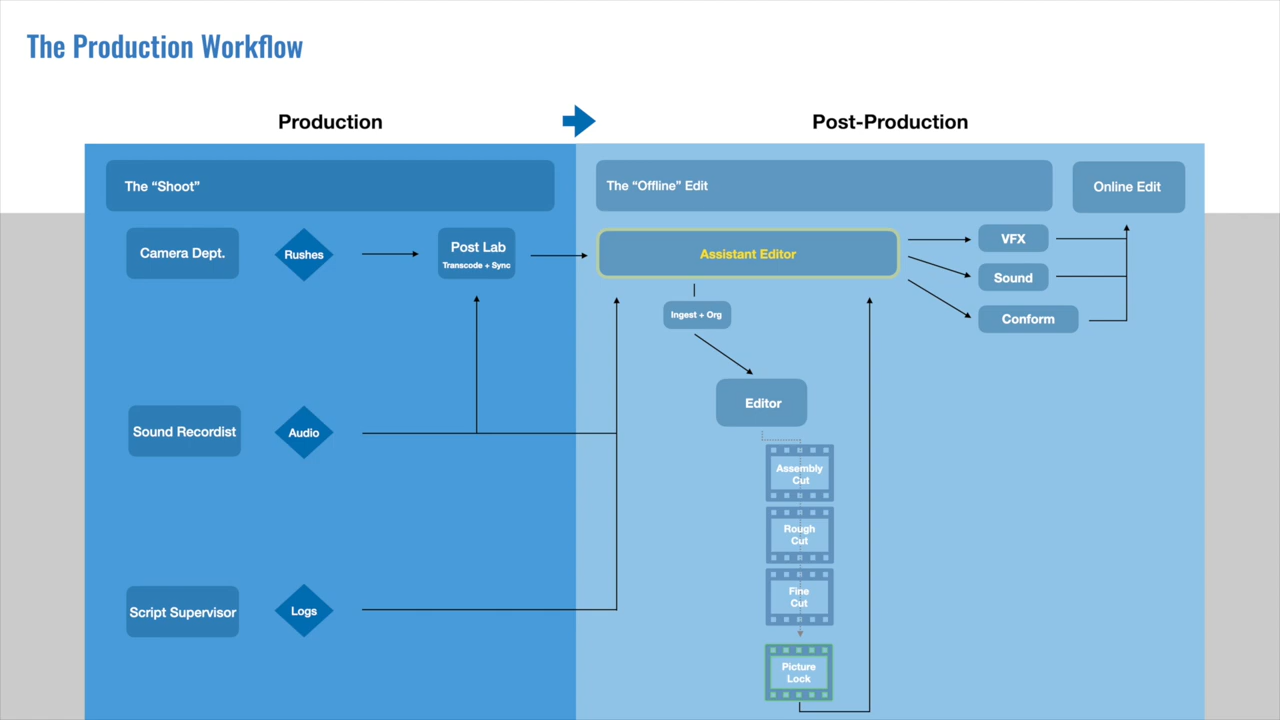 The Production Workflow
Production
Post-Production
The “Shoot”
The “Offline” Edit
Online Edit
Camera Dept.
Rushes
Post Lab
Transcode + Sync
Assistant Editor
VFX
Sound
Conform
Ingest + Org
Editor
Sound Recordist
Audio
Assembly
Cut
Rough
Cut
Fine
Cut
Script Supervisor
Logs
Picture
Lock